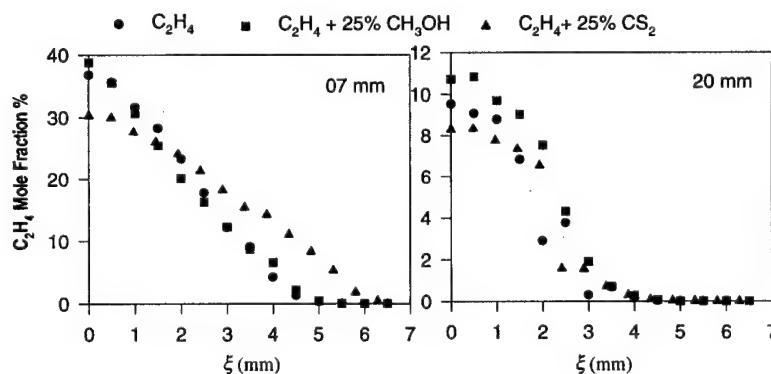 C₂H₄ C₂H₄ + 25% CH₃OH C₂H₄+ 25% CS₂
C₂H₄ Mole Fraction %
40
30
20
10
0
07 mm
0 1 2 3 4 5 6 7
ξ (mm)
12
10
8
6
4
2
0
20 mm
0 1 2 3 4 5 6 7
ξ (mm)